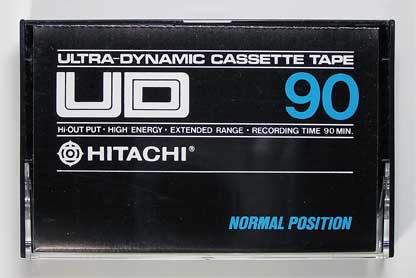 ULTRA-DYNAMIC CASSETTE TAPE
UD 90
Hi-OUT PUT · HIGH ENERGY · EXTENDED RANGE · RECORDING TIME 90 MIN.
HITACHI®
NORMAL POSITION